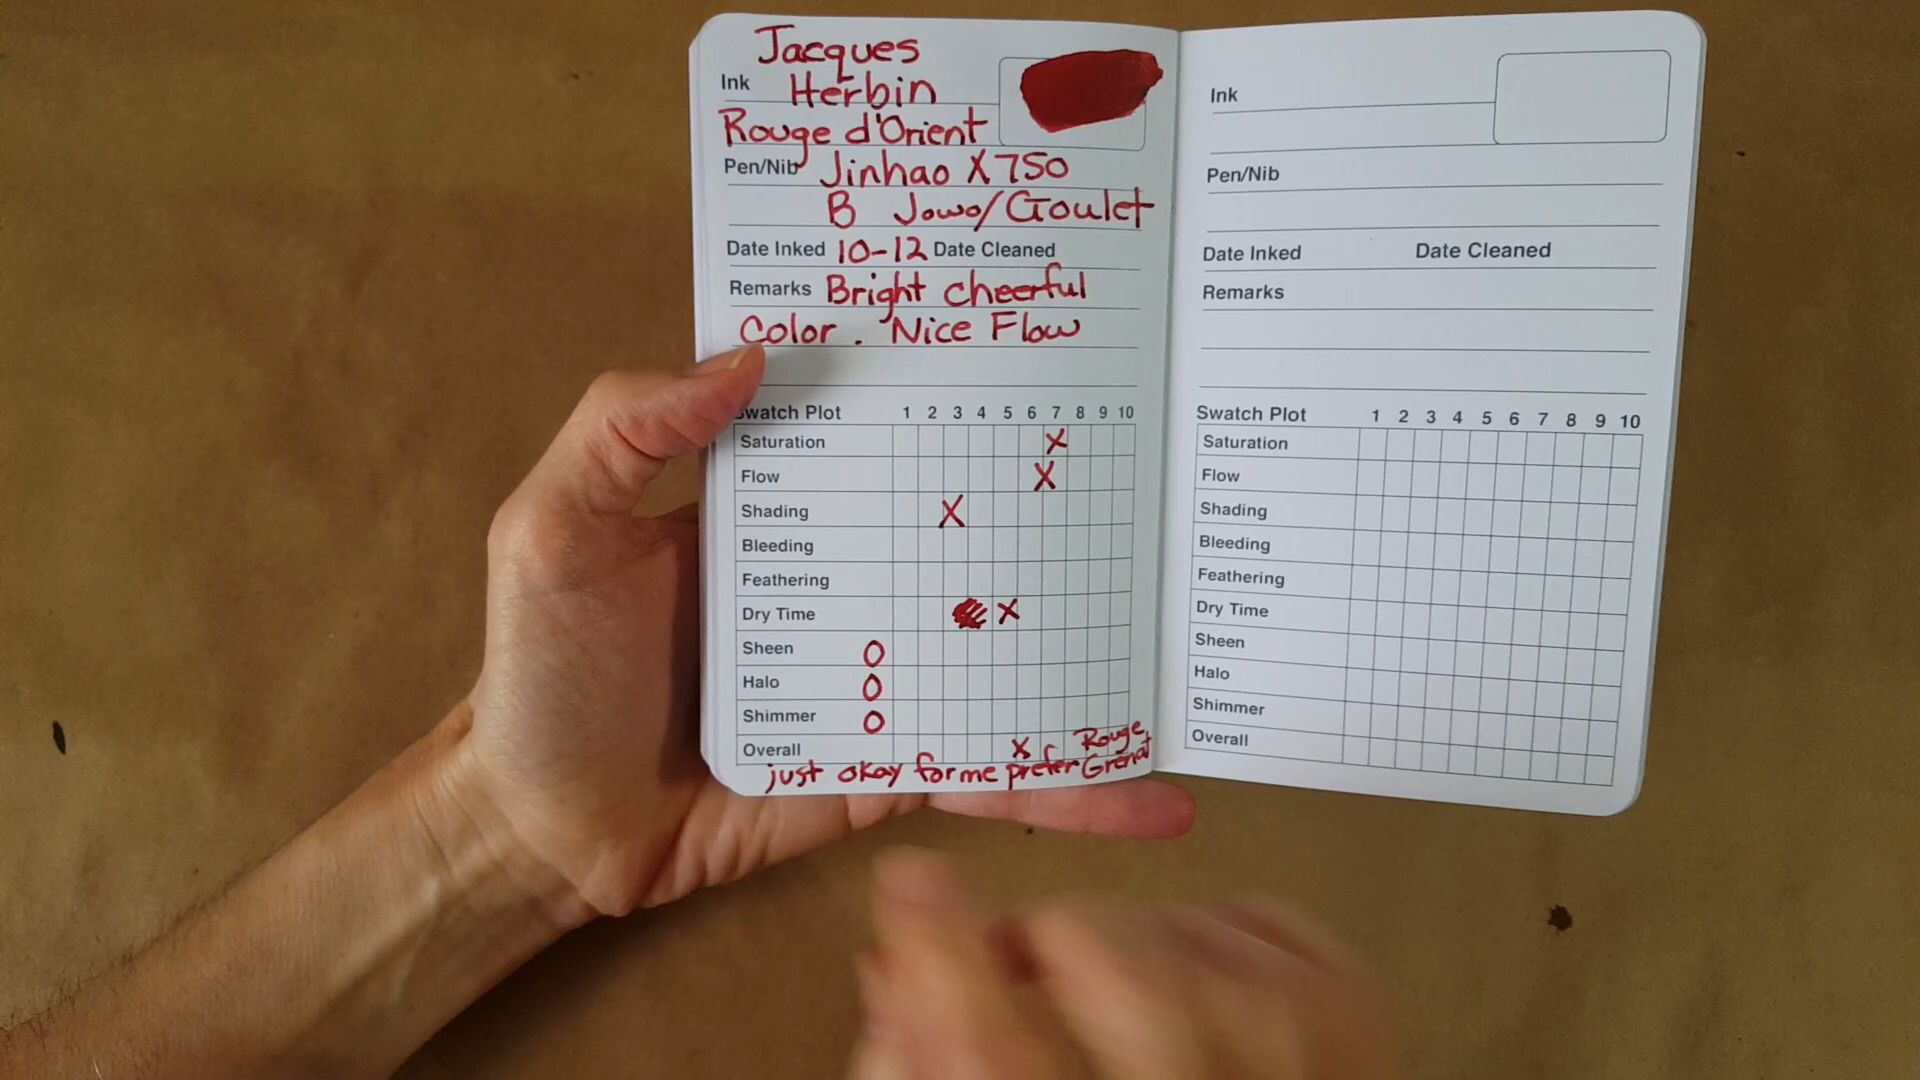 Jacques
Ink Herbin
Rouge d'Orient
Pen/Nib Jinhao X750
B Jowo/Goulet
Date Inked 10-12 Date Cleaned
Remarks Bright cheerful
Color. Nice Flow
Swatch Plot 1 2 3 4 5 6 7 8 9 10
Saturation X
Flow X
Shading X
Bleeding
Feathering
Dry Time X
Sheen 0
Halo 0
Shimmer 0
Overall X Rouge
just okay for me prefer Grenat
Ink
Pen/Nib
Date Inked Date Cleaned
Remarks
Swatch Plot 1 2 3 4 5 6 7 8 9 10
Saturation
Flow
Shading
Bleeding
Feathering
Dry Time
Sheen
Halo
Shimmer
Overall